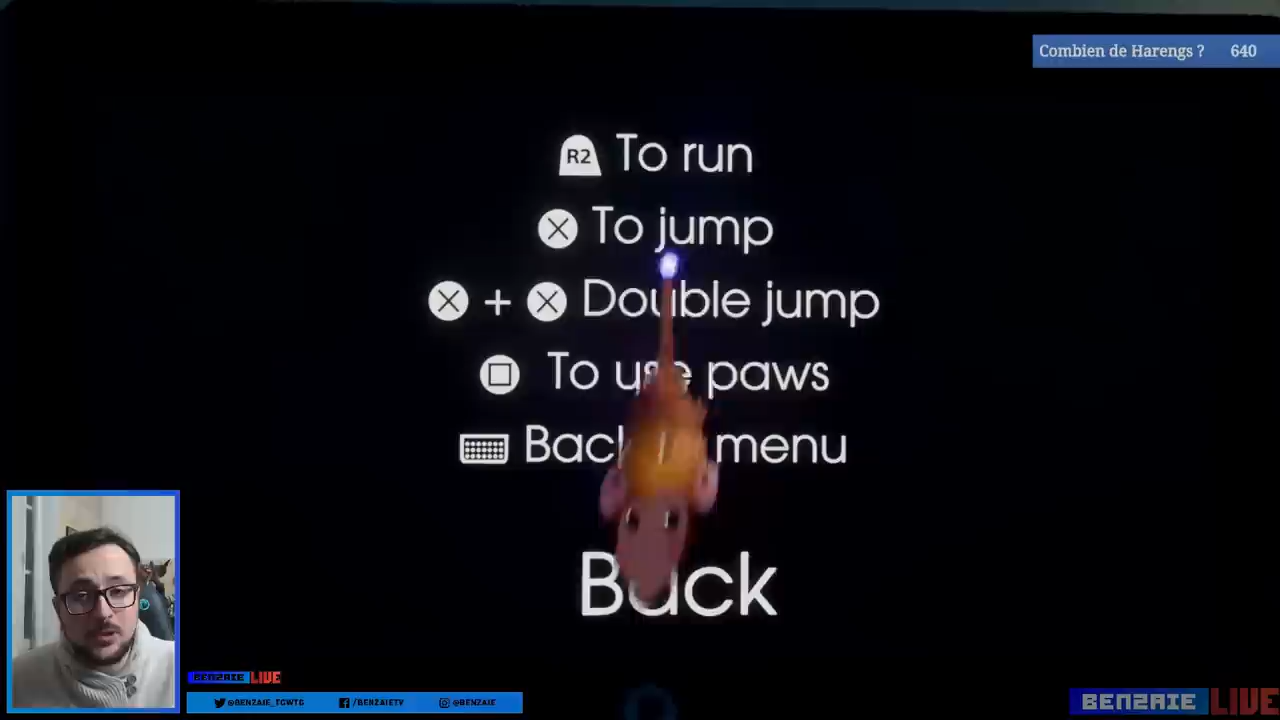 Combien de Harengs ? 640
R2 To run
To jump
+ Double jump
To use paws
Back menu
Back
BENZAIE LIVE
@BENZAIE_TGWTG /BENZAIETV @BENZAIE
BENZAIE LIVE